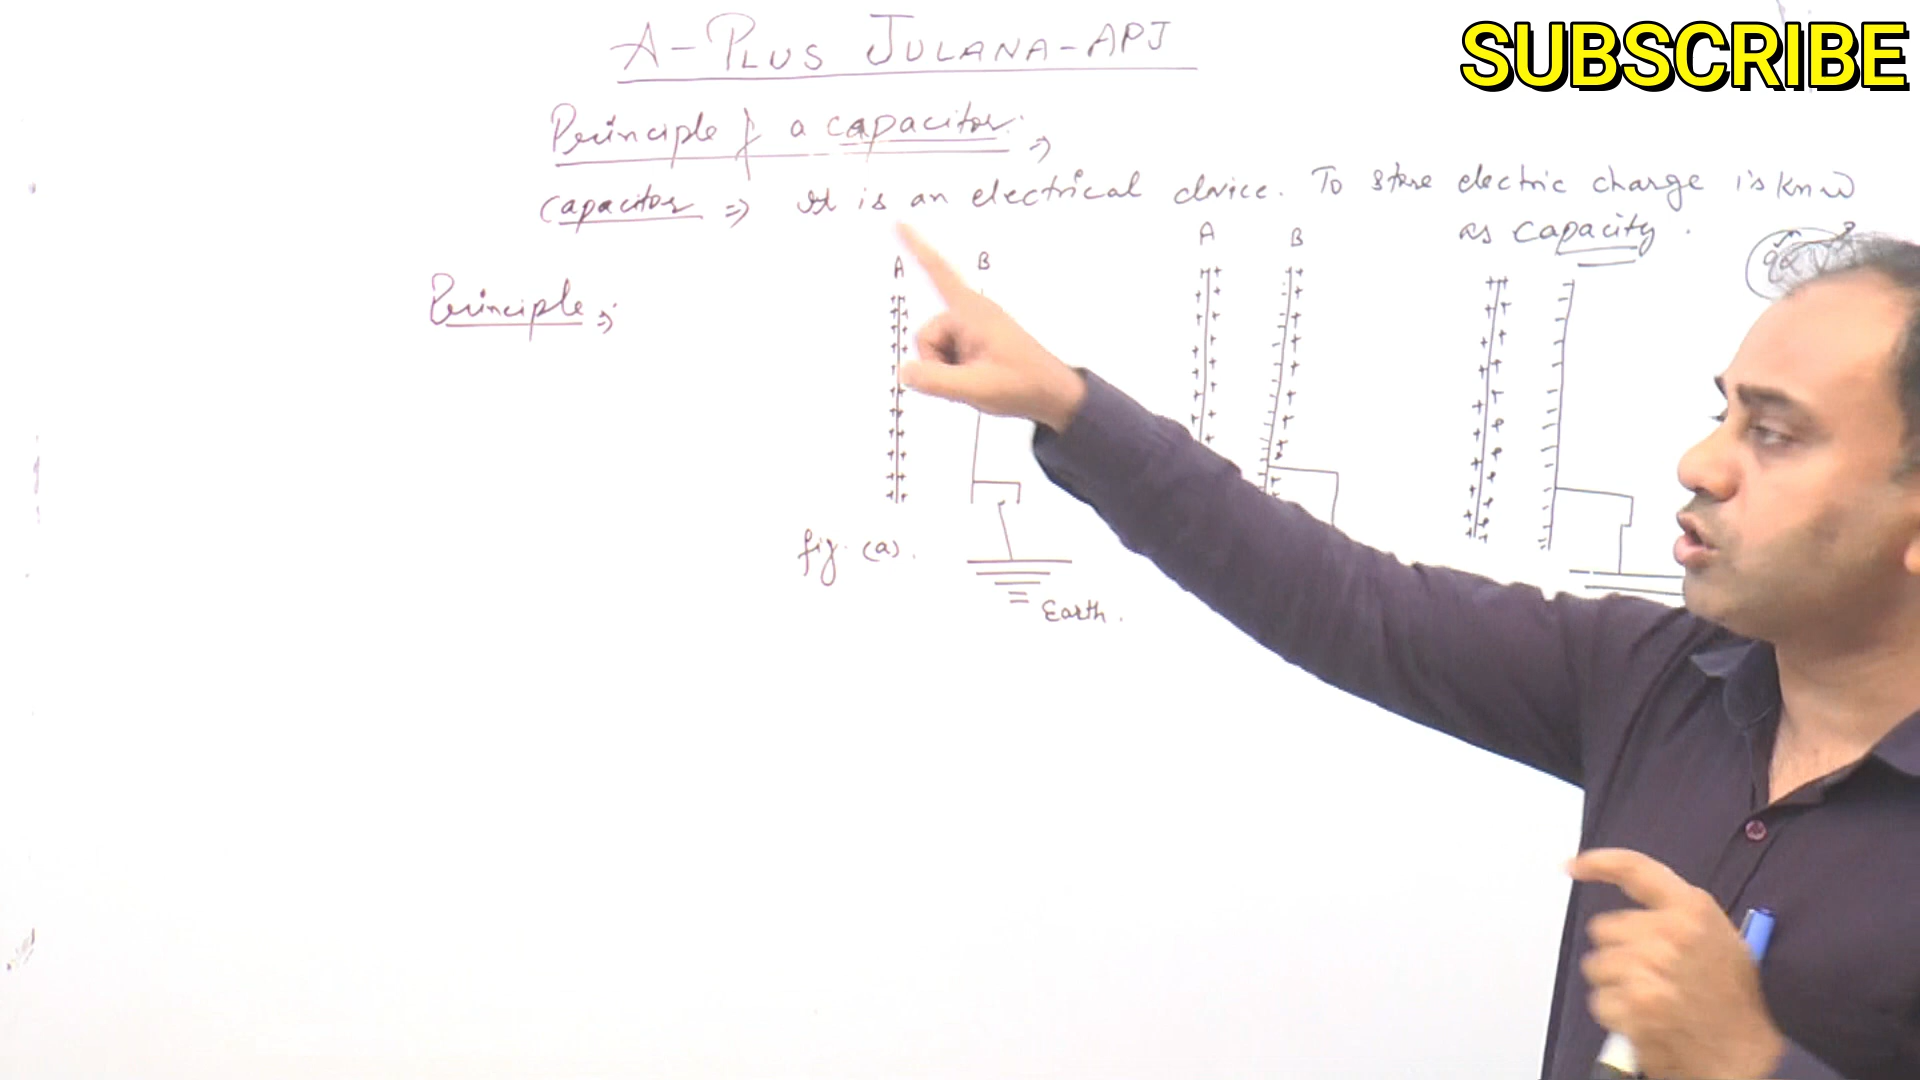 SUBSCRIBE
A-PLUS JULANA-APJ
Principle of a capacitor. ⇒
capacitor ⇒ It is an electrical device. To store electric charge is know
as capacity.
A B
A B
Principle ⇒
fig. (a).
Earth.